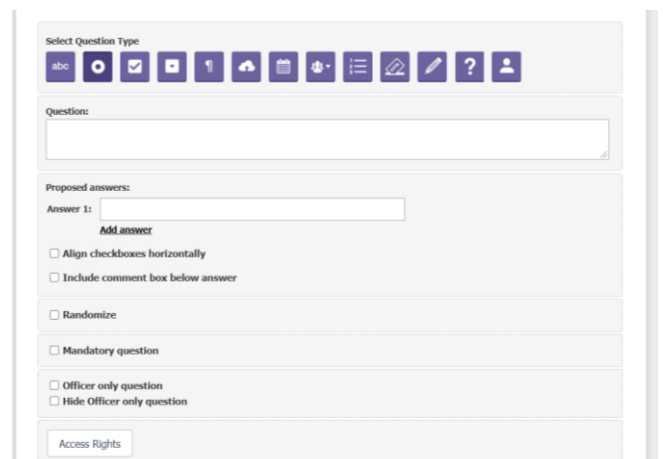 Select Question Type
abc
Question:
Proposed answers:
Answer 1:
Add answer
Align checkboxes horizontally
Include comment box below answer
Randomize
Mandatory question
Officer only question
Hide Officer only question
Access Rights